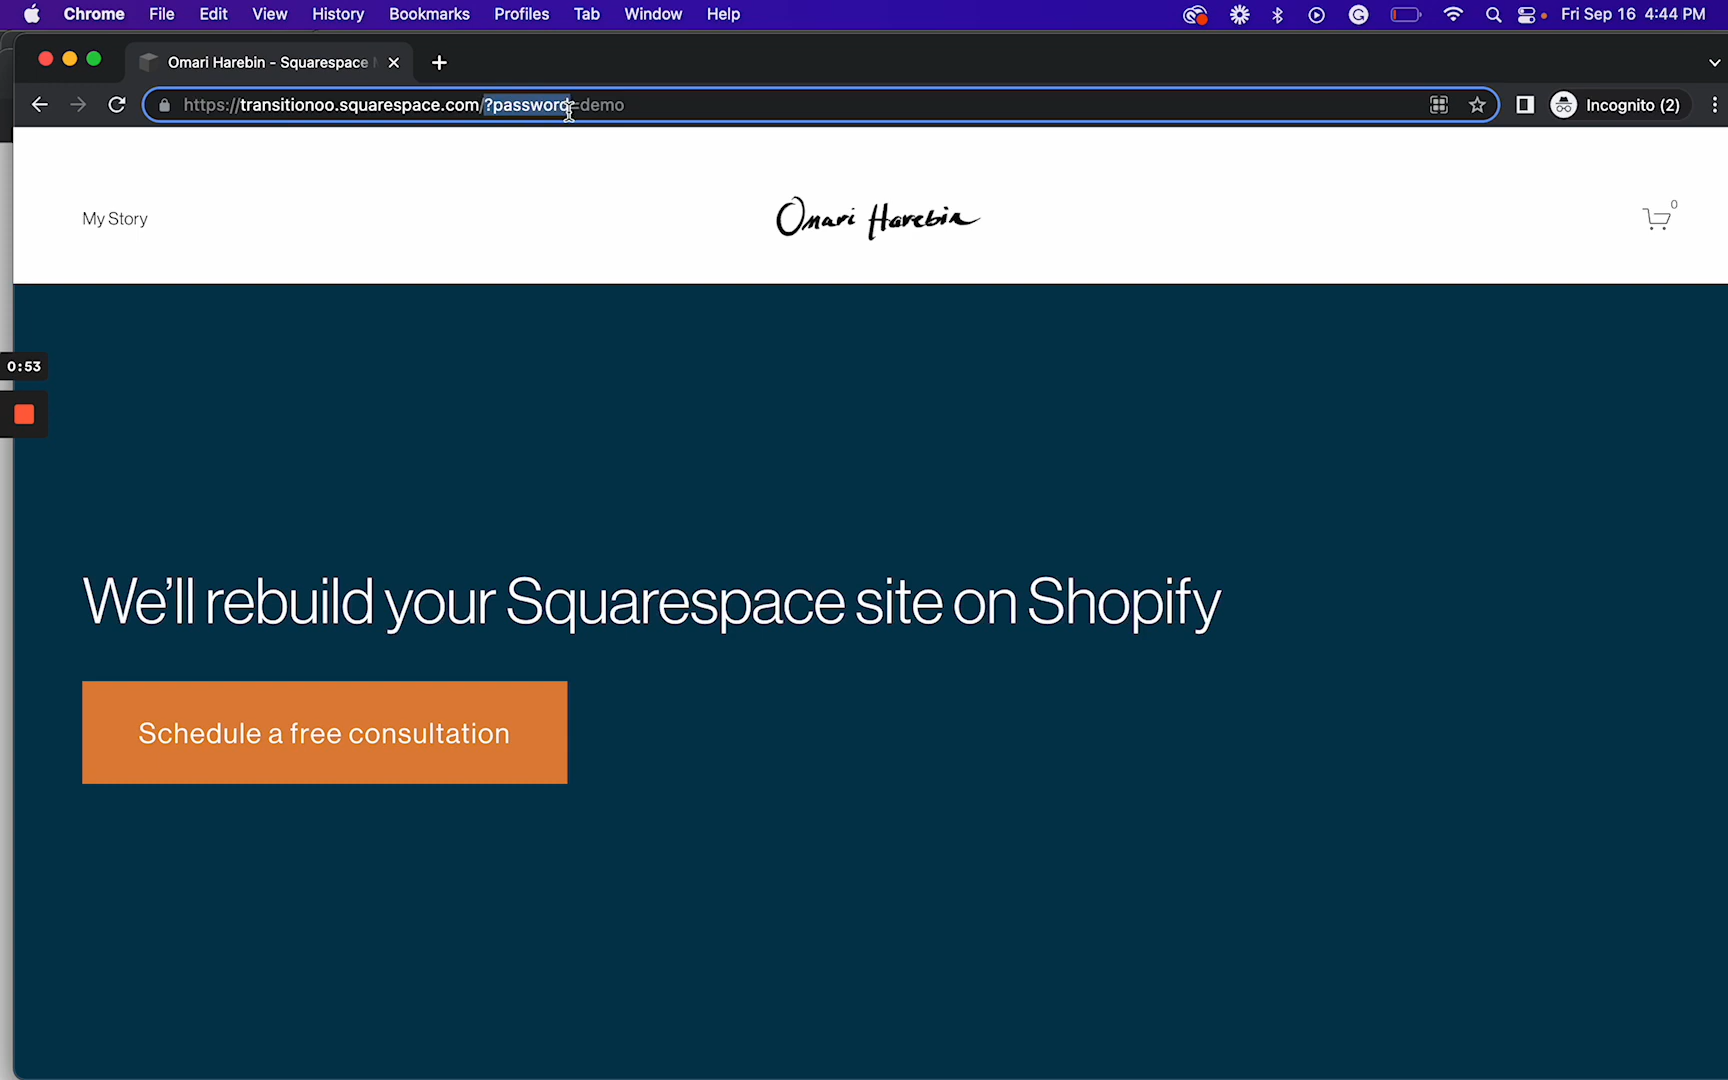 Chrome File Edit View History Bookmarks Profiles Tab Window Help Fri Sep 16 4:44 PM
Omari Harebin - Squarespace
https://transitionoo.squarespace.com/?password=demo Incognito (2)
My Story Omari Harebin 0
0:53
We'll rebuild your Squarespace site on Shopify
Schedule a free consultation